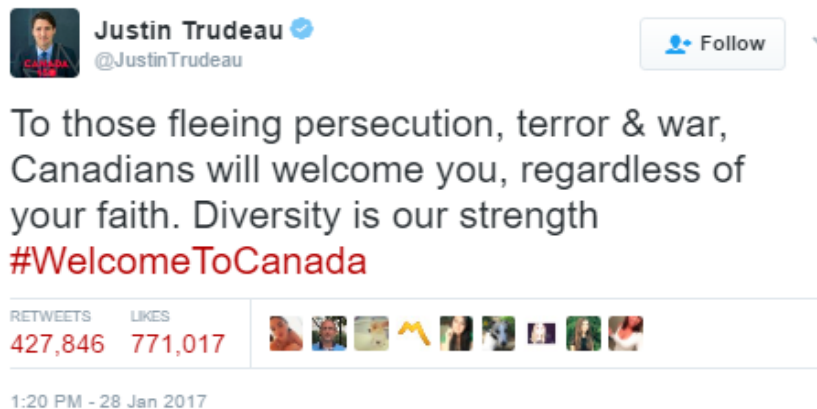 Justin Trudeau
@JustinTrudeau
Follow
CANADA
To those fleeing persecution, terror & war,
Canadians will welcome you, regardless of
your faith. Diversity is our strength
#WelcomeToCanada
RETWEETS LIKES
427,846 771,017
1:20 PM - 28 Jan 2017